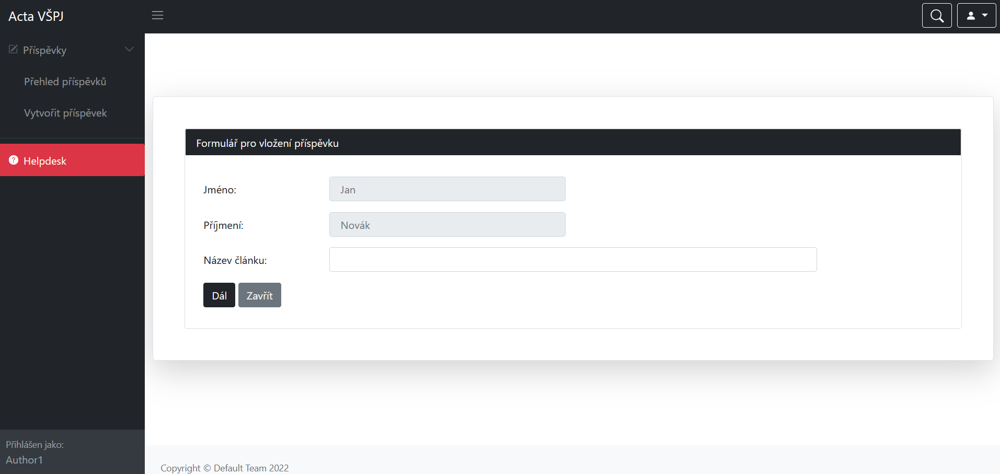 Acta VŠPJ
Příspěvky
Přehled příspěvků
Vytvořit příspěvek
Helpdesk
Formulář pro vložení příspěvku
Jméno: Jan
Příjmení: Novák
Název článku:
Dál Zavřít
Přihlášen jako:
Author1
Copyright © Default Team 2022